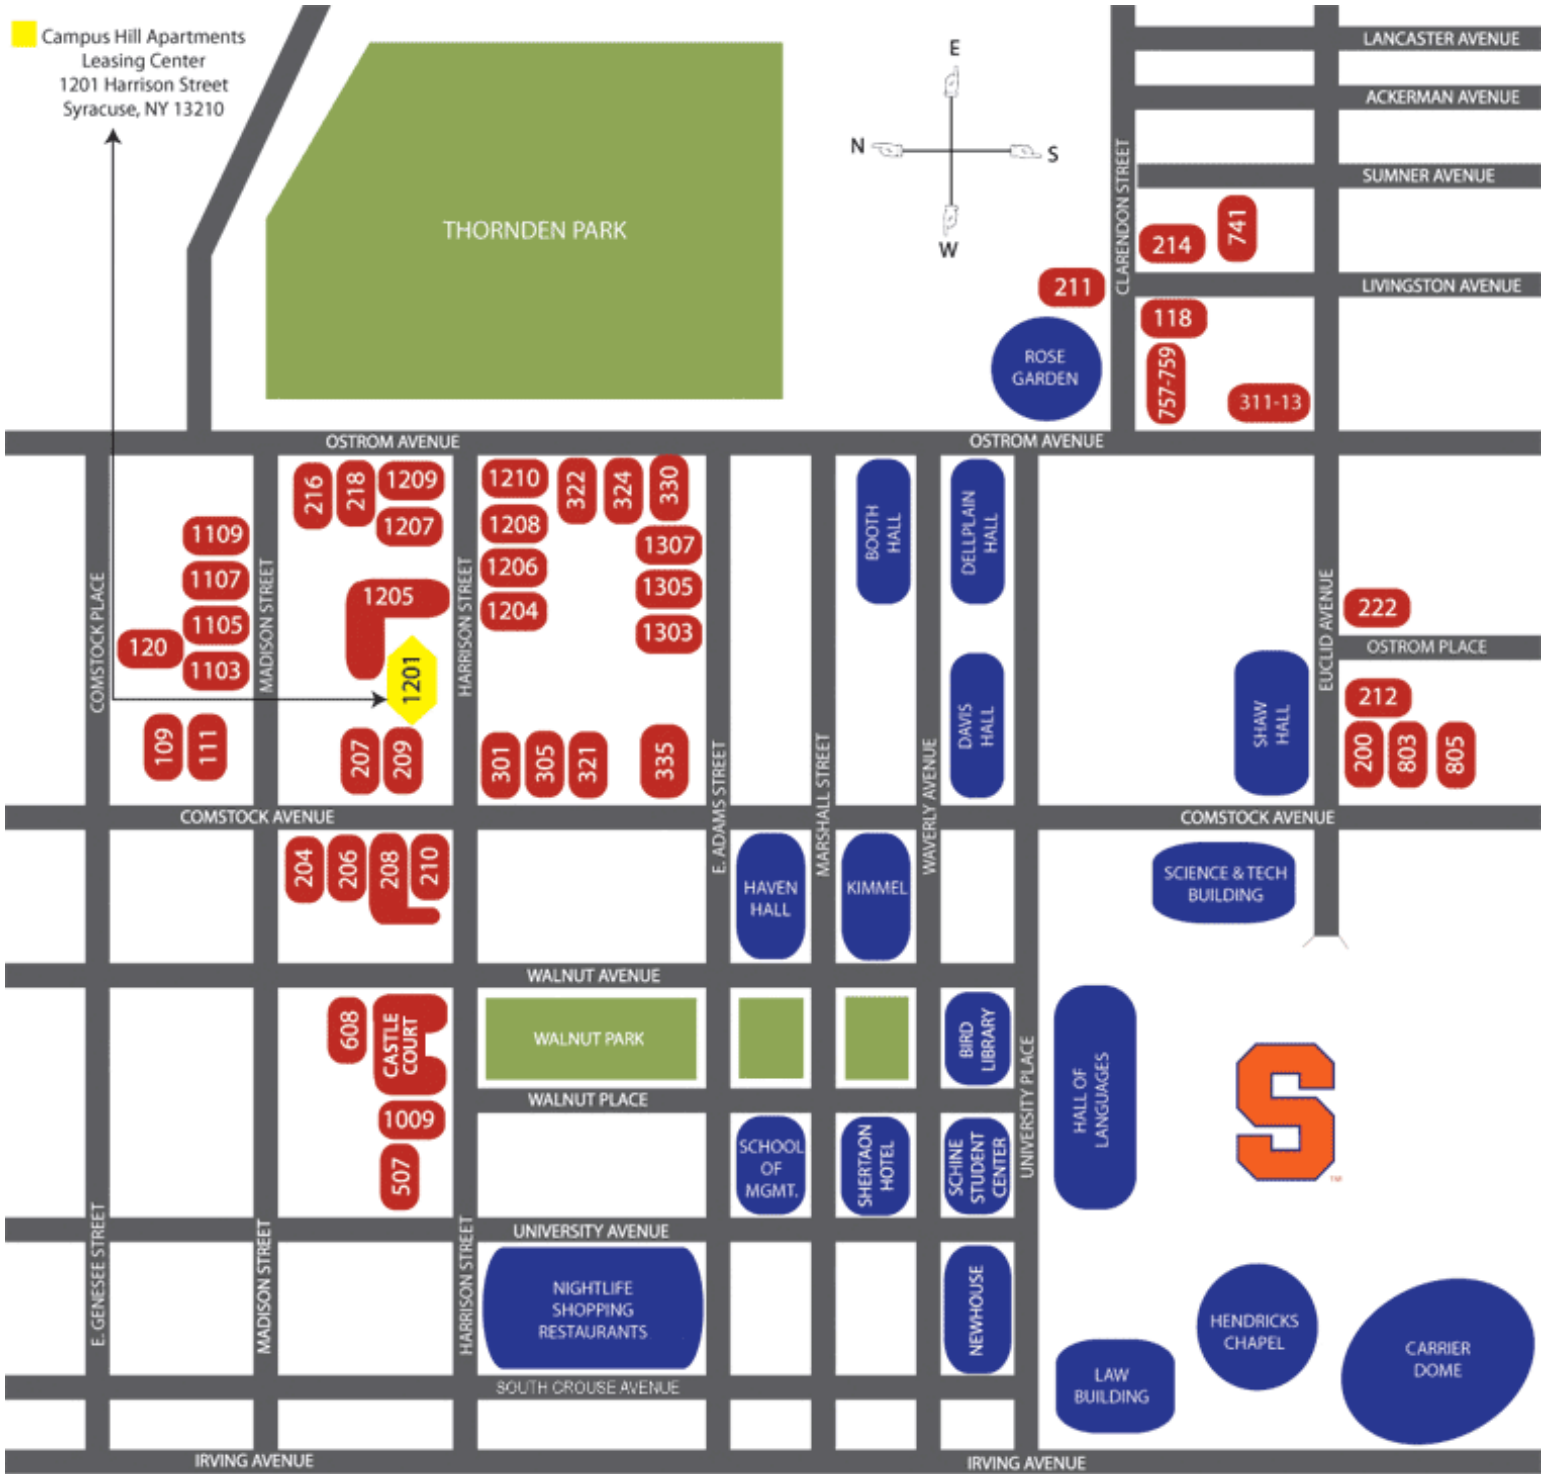 Campus Hill Apartments
Leasing Center
1201 Harrison Street
Syracuse, NY 13210
THORNDEN PARK
E
N
S
W
LANCASTER AVENUE
ACKERMAN AVENUE
SUMNER AVENUE
CLARENDON STREET
214
741
211
LIVINGSTON AVENUE
118
ROSE
GARDEN
757-759
311-13
OSTROM AVENUE
OSTROM AVENUE
216
218
1209
1207
1210
1208
1206
1204
322
324
330
1307
1305
1303
BOOTH
HALL
DELLPLAIN
HALL
1109
1107
1105
1103
120
COMSTOCK PLACE
MADISON STREET
1205
1201
HARRISON STREET
EUCLID AVENUE
222
OSTROM PLACE
212
200
803
805
SHAW
HALL
DAVIS
HALL
109
111
207
209
301
305
321
335
E. ADAMS STREET
MARSHALL STREET
WAVERLY AVENUE
COMSTOCK AVENUE
COMSTOCK AVENUE
204
206
208
210
HAVEN
HALL
KIMMEL
SCIENCE & TECH
BUILDING
WALNUT AVENUE
608
CASTLE
COURT
WALNUT PARK
BIRD
LIBRARY
UNIVERSITY PLACE
HALL OF
LANGUAGES
S
TM
WALNUT PLACE
1009
507
SCHOOL
OF
MGMT.
SHERTAON
HOTEL
SCHINE
STUDENT
CENTER
UNIVERSITY AVENUE
E. GENESEE STREET
MADISON STREET
HARRISON STREET
NIGHTLIFE
SHOPPING
RESTAURANTS
NEWHOUSE
HENDRICKS
CHAPEL
LAW
BUILDING
CARRIER
DOME
SOUTH CROUSE AVENUE
IRVING AVENUE
IRVING AVENUE